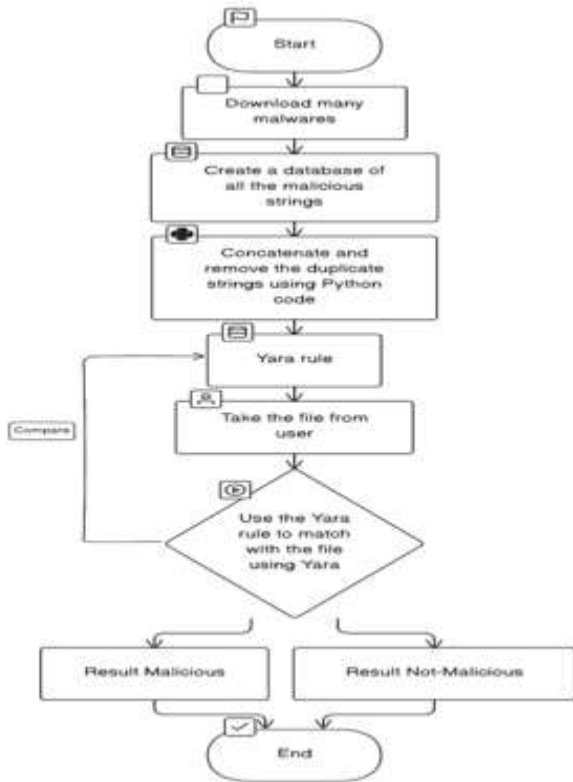 Start
Download many
malwares
Create a database of
all the malicious
strings
Concatenate and
remove the duplicate
strings using Python
code
Yara rule
Compare
Take the file from
user
Use the Yara
rule to match
with the file
using Yara
Result Malicious
Result Not-Malicious
End